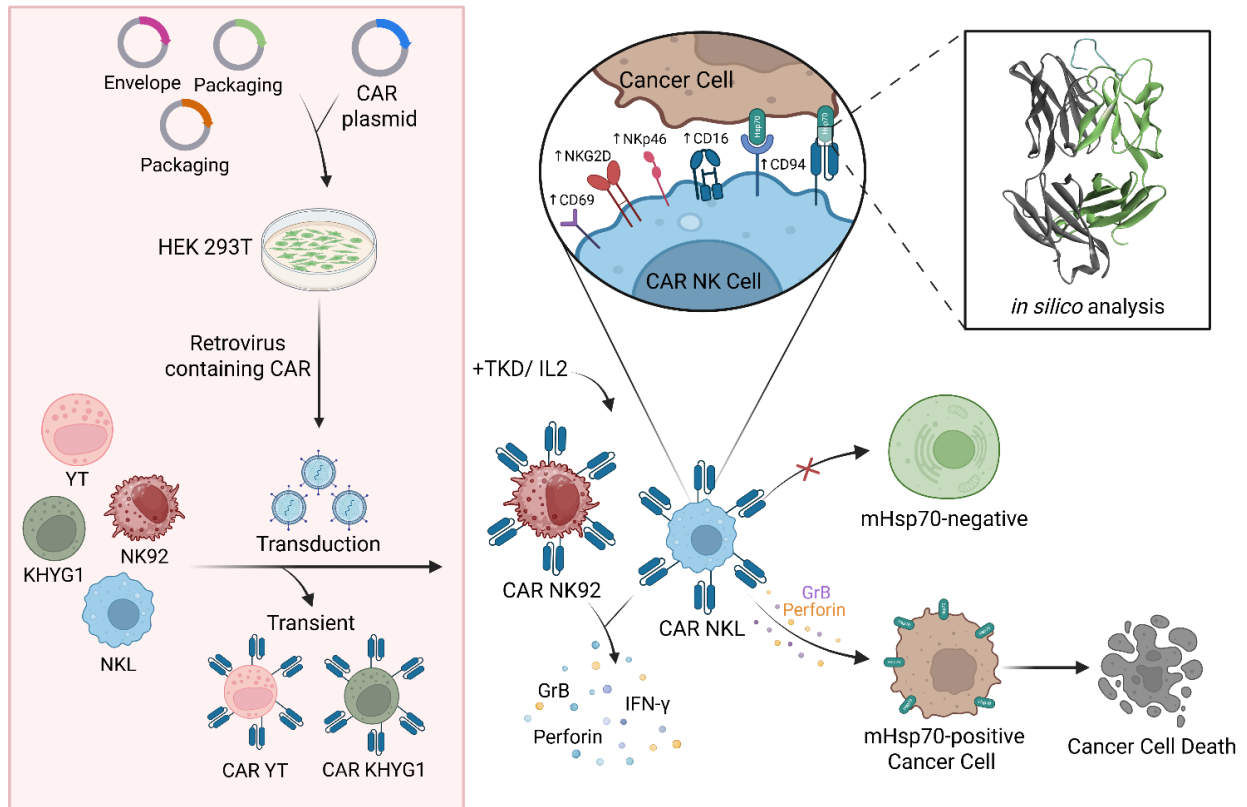 Envelope
Packaging
CAR
plasmid
Packaging
HEK 293T
Retrovirus
containing CAR
YT
NK92
KHYG1
NKL
Transduction
Transient
CAR YT
CAR KHYG1
Cancer Cell
Hsp70
Hsp70
↑CD69
↑NKG2D
↑NKp46
↑CD16
↑CD94
CAR NK Cell
in silico analysis
+TKD/ IL2
CAR NK92
CAR NKL
GrB
IFN-γ
Perforin
mHsp70-negative
GrB
Perforin
mHsp70-positive
Cancer Cell
Cancer Cell Death